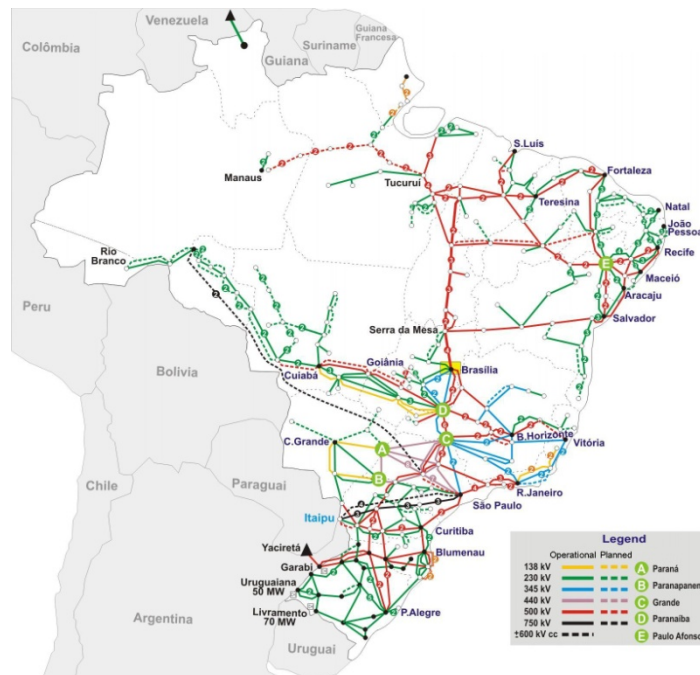 Venezuela
Guiana
Suriname
Guiana
Francesa
Colômbia
S.Luís
Fortaleza
Manaus
Tucuruí
Teresina
Natal
João
Pessoa
Recife
Rio
Branco
E
Maceió
Aracaju
Salvador
Peru
Serra da Mesa
Bolivia
Cuiabá
Goiânia
Brasília
D
C.Grande
A
C
B.Horizonte
Vitória
B
Chile
Paraguai
R.Janeiro
São Paulo
Itaipu
Curitiba
Yaciretá
Garabi
Blumenau
Uruguaiana
50 MW
Livramento
70 MW
P.Alegre
Argentina
Uruguai
Legend
Operational Planned
138 kV A Paraná
230 kV B Paranapanem
345 kV
440 kV C Grande
500 kV D Paranaíba
750 kV E Paulo Afonso
±600 kV cc